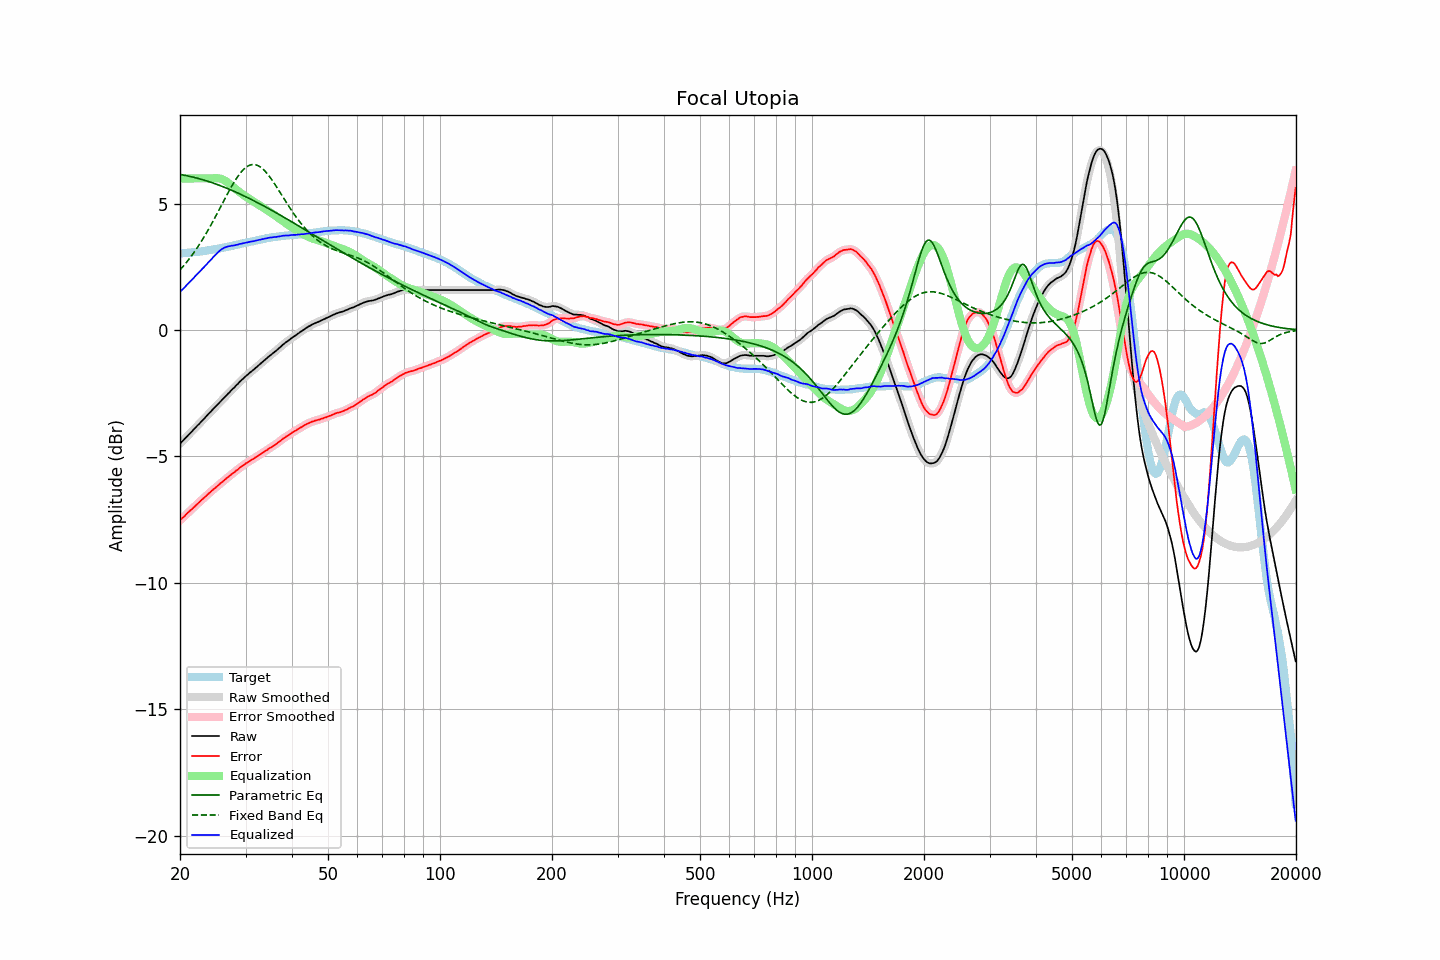 Focal Utopia
Amplitude (dBr)
5
0
−5
−10
−15
−20
Target
Raw Smoothed
Error Smoothed
Raw
Error
Equalization
Parametric Eq
Fixed Band Eq
Equalized
20 50 100 200 500 1000 2000 5000 10000 20000
Frequency (Hz)